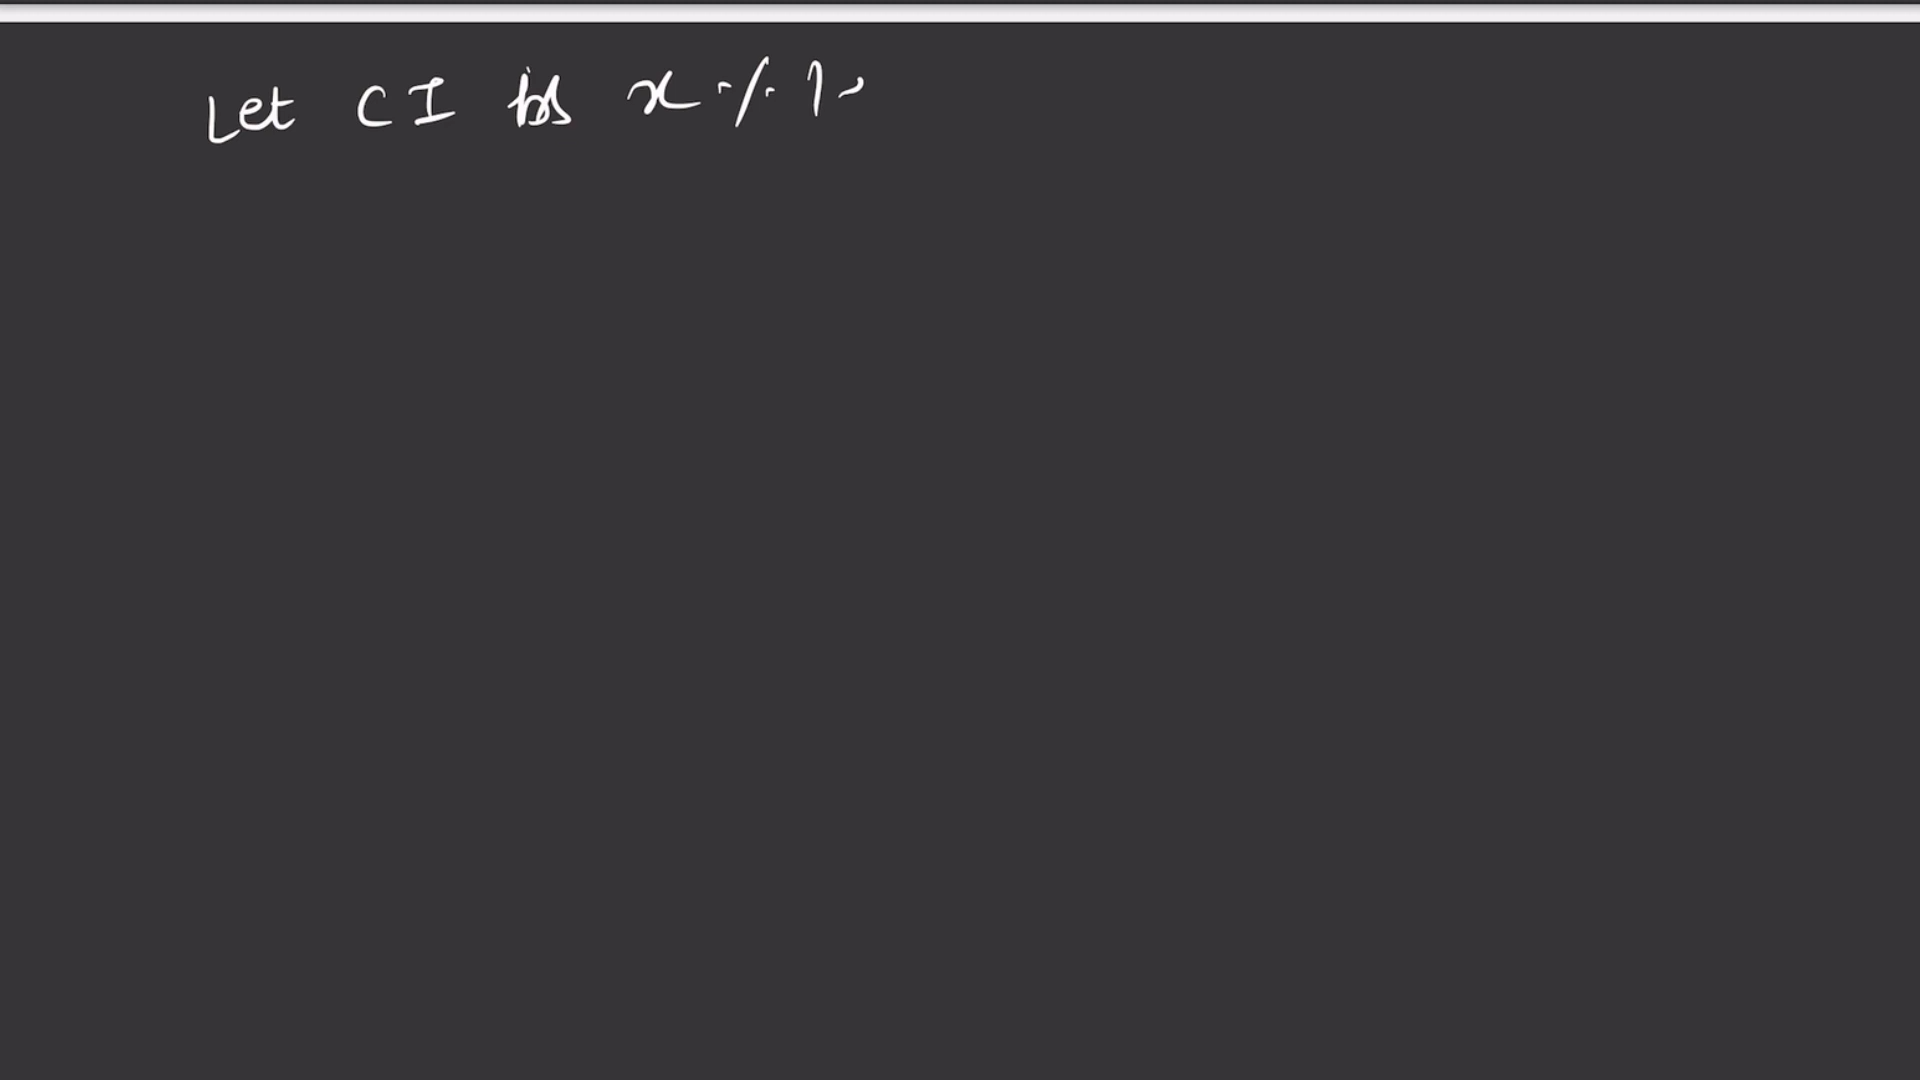 Let CI is x %